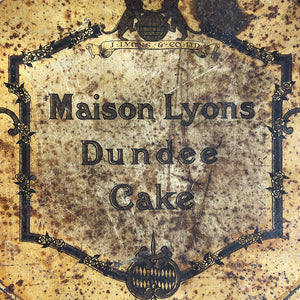 J. LYONS & CO. LTD.
Maison Lyons
Dundee
Cake